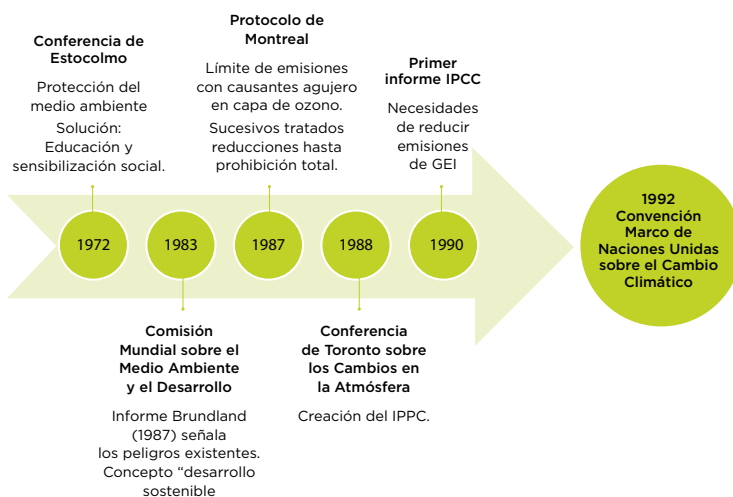 Conferencia de
Estocolmo
Protección del
medio ambiente
Solución:
Educación y
sensibilización social.
1972
Comisión
Mundial sobre el
Medio Ambiente
y el Desarrollo
Informe Brundland
(1987) señala
los peligros existentes.
Concepto “desarrollo
sostenible
1983
Protocolo de
Montreal
Límite de emisiones
con causantes agujero
en capa de ozono.
Sucesivos tratados
reducciones hasta
prohibición total.
1987
Conferencia
de Toronto sobre
los Cambios en
la Atmósfera
Creación del IPPC.
1988
Primer
informe IPCC
Necesidades
de reducir
emisiones
de GEI
1990
1992
Convención
Marco de
Naciones Unidas
sobre el Cambio
Climático